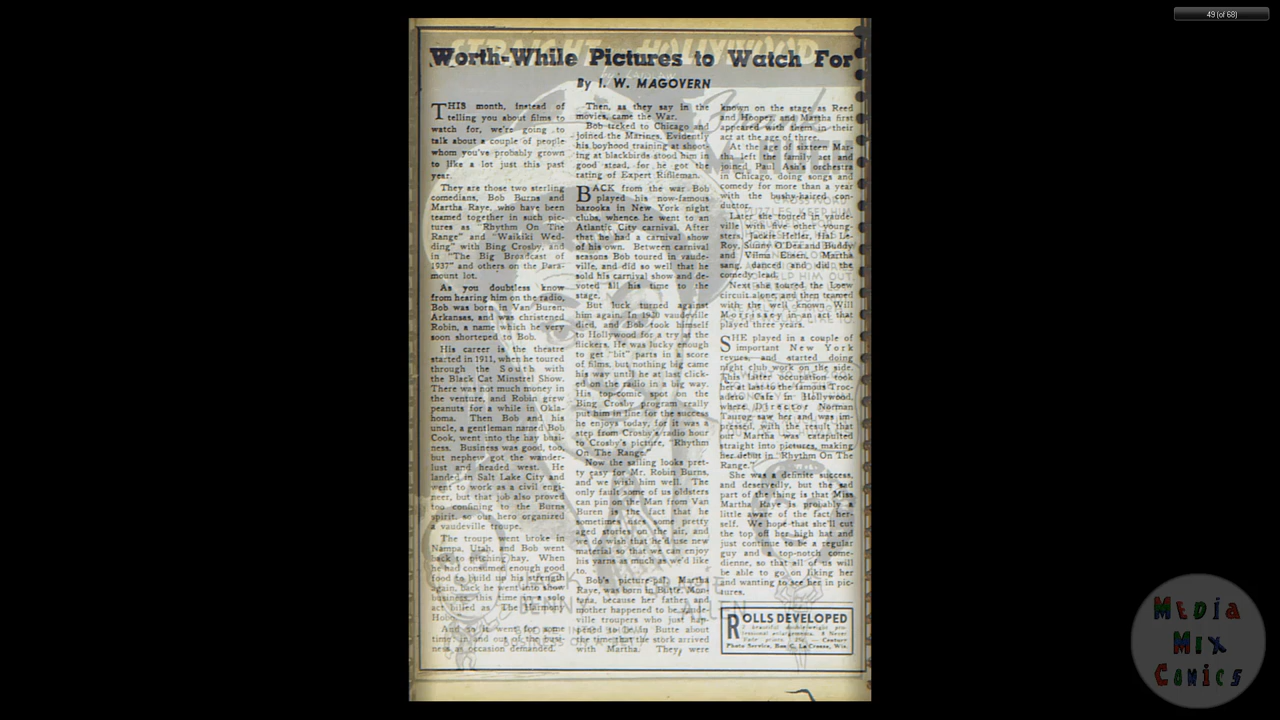 49 (of 68)
Worth-While Pictures to Watch For
By I. W. MAGOVERN
THIS month, instead of
telling you about films to
watch for, we're going to
talk about a couple of people
whom you've probably grown
to like a lot just this past
year.
They are those two sterling
comedians, Bob Burns and
Martha Raye, who have been
teamed together in such pic-
tures as "Rhythm On The
Range" and "Waikiki Wed-
ding" with Bing Crosby, and
in "The Big Broadcast of
1937" and others on the Para-
mount lot.
As you doubtless know
from hearing him on the radio,
Bob was born in Van Buren,
Arkansas, and was christened
Robin, a name which he very
soon shortened to Bob.
His career in the theatre
started in 1911, when he toured
through the South with
the Black Cat Minstrel Show.
There was not much money in
the venture, and Robin grew
peanuts for a while in Okla-
homa. Then Bob and his
uncle, a gentleman named Bob
Cook, went into the hay busi-
ness. Business was good, too,
but nephew got the wander-
lust and headed west. He
landed in Salt Lake City and
went to work as a civil engi-
neer, but that job also proved
too confining to the Burns
spirit, so our hero organized
a vaudeville troupe.
The troupe went broke in
Nampa, Utah, and Bob went
back to pitching hay. When
he had consumed enough good
food to build up his strength
again, back he went into show
business, this time in a solo
act billed as "The Harmony
Hobo."
And so it went for some
time, in and out of the busi-
ness as occasion demanded.
Then, as they say in the
movies, came the War.
Bob trekked to Chicago and
joined the Marines. Evidently
his boyhood training at shoot-
ing at blackbirds stood him in
good stead, for he got the
rating of Expert Rifleman.
BACK from the war Bob
played his now-famous
bazooka in New York night
clubs, whence he went to an
Atlantic City carnival. After
that he had a carnival show
of his own. Between carnival
seasons Bob toured in vaude-
ville, and did so well that he
sold his carnival show and de-
voted all his time to the
stage.
But luck turned against
him again. In 1930 vaudeville
died, and Bob took himself
to Hollywood for a try at the
flickers. He was lucky enough
to get "bit" parts in a score
of films, but nothing big came
his way until he at last click-
ed on the radio in a big way.
His top-comic spot on the
Bing Crosby program really
put him in line for the success
he enjoys today, for it was a
step from Crosby's radio hour
to Crosby's picture, "Rhythm
On The Range."
Now the sailing looks pret-
ty easy for Mr. Robin Burns,
and we wish him well. The
only fault some of us oldsters
can pin on the Man from Van
Buren is the fact that he
sometimes uses some pretty
aged stories on the air, and
we do wish that he'd use new
material so that we can enjoy
his yarns as much as we'd like
to.
Bob's picture-pal, Martha
Raye, was born in Butte, Mon-
tana, because her father and
mother happened to be vaude-
ville troupers who just hap-
pened to be in Butte about
the time that the stork arrived
with Martha. They were
known on the stage as Reed
and Hooper, and Martha first
appeared with them in their
act at the age of three.
At the age of sixteen Mar-
tha left the family act and
joined Paul Ash's orchestra
in Chicago, doing songs and
comedy for more than a year
with the bushy-haired con-
ductor.
Later she toured in vaude-
ville with five other young-
sters, Jackie Heller, Hal Le-
Roy, Sunny O'Dea and Buddy
and Vilma Ebsen. Martha
sang, danced and did the
comedy lead.
Next she toured the Loew
circuit alone, and then teamed
with the well known Will
Morrissey in an act that
played three years.
SHE played in a couple of
important New York
revues, and started doing
night club work on the side.
This latter occupation took
her at last to the famous Troc-
adero Cafe in Hollywood,
where Director Norman
Taurog saw her and was im-
pressed, with the result that
our Martha was catapulted
straight into pictures, making
her debut in "Rhythm On The
Range."
She was a definite success,
and deservedly, but the sad
part of the thing is that Miss
Martha Raye is probably a
little aware of the fact her-
self. We hope that she'll cut
the top off her high hat and
just continue to be a regular
guy and a top-notch come-
dienne, so that all of us will
be able to go on liking her
and wanting to see her in pic-
tures.
ROLLS DEVELOPED
2 beautiful doubleweight pro-
fessional enlargements, 8 Never
Fade prints, 25c. Century
Photo Service, Box C, La Crosse, Wis.
MEDiA
Mix
Comics